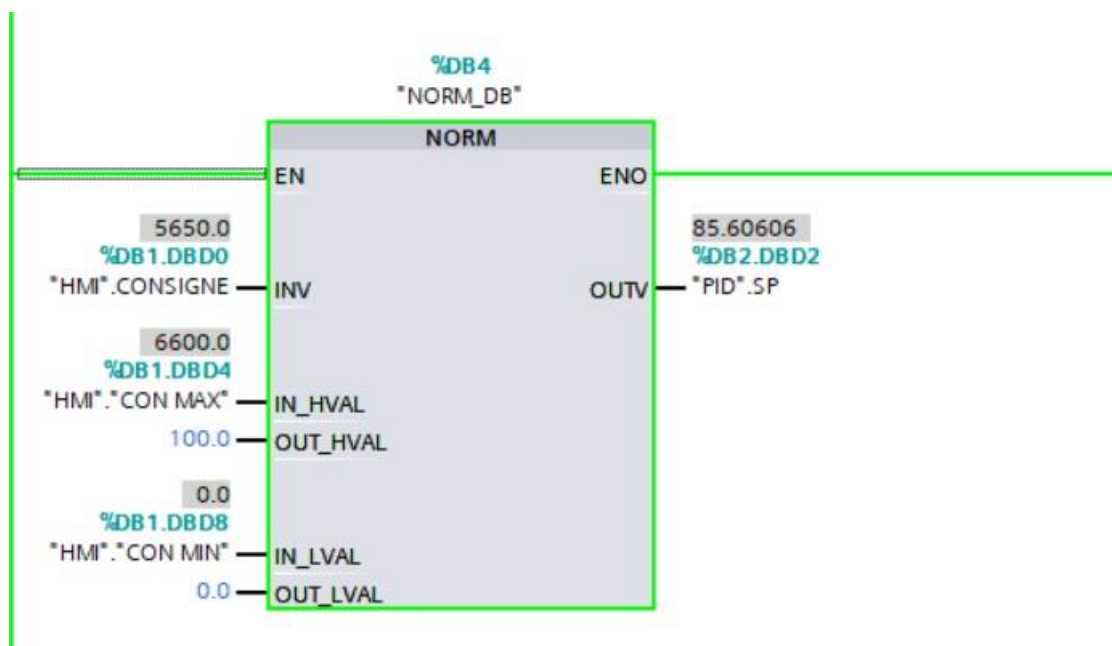 %DB4
"NORM_DB"
NORM
EN ENO
5650.0 85.60606
%DB1.DBD0 %DB2.DBD2
"HMI".CONSIGNE INV OUTV "PID".SP
6600.0
%DB1.DBD4
"HMI"."CON MAX" IN_HVAL
100.0 OUT_HVAL
0.0
%DB1.DBD8
"HMI"."CON MIN" IN_LVAL
0.0 OUT_LVAL